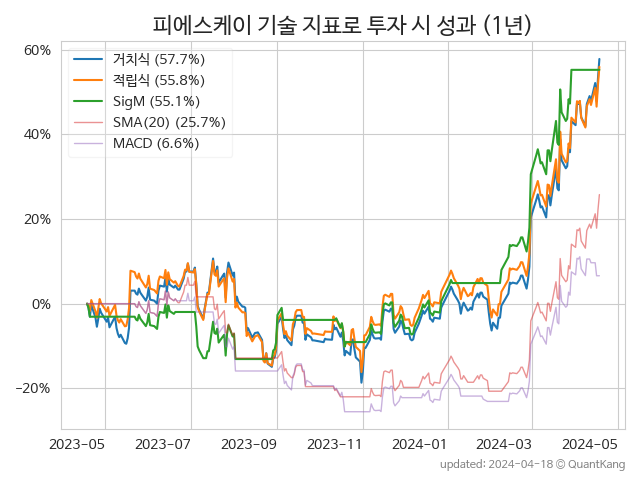 피에스케이 기술 지표로 투자 시 성과 (1년)
거치식 (57.7%)
적립식 (55.8%)
SigM (55.1%)
SMA(20) (25.7%)
MACD (6.6%)
60%
40%
20%
0%
−20%
2023-05 2023-07 2023-09 2023-11 2024-01 2024-03 2024-05
updated: 2024-04-18 © QuantKang